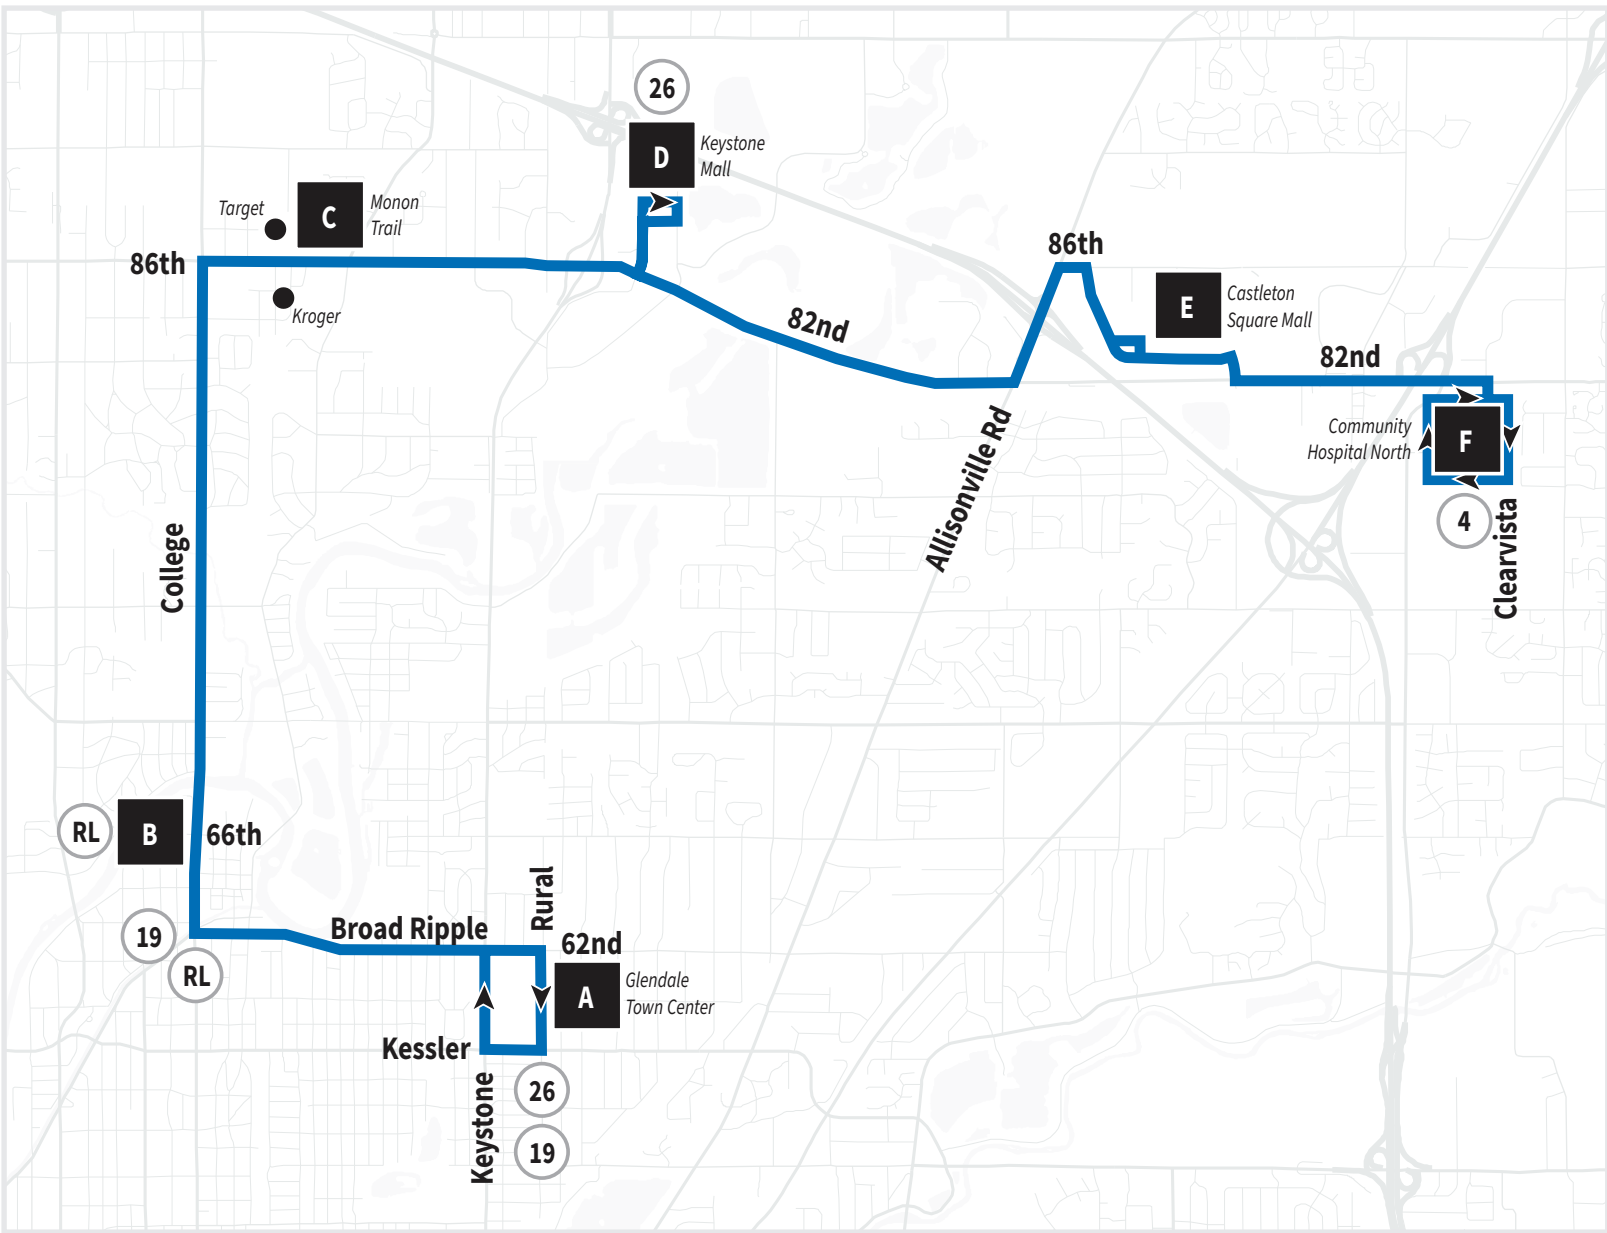 26
D
Keystone
Mall
Target
C
Monon
Trail
86th
Kroger
86th
E
Castleton
Square Mall
82nd
82nd
Community
Hospital North
F
4
Clearvista
Allisonville Rd
College
RL
B
66th
19
RL
Broad Ripple
Rural
62nd
A
Glendale
Town Center
Kessler
Keystone
26
19